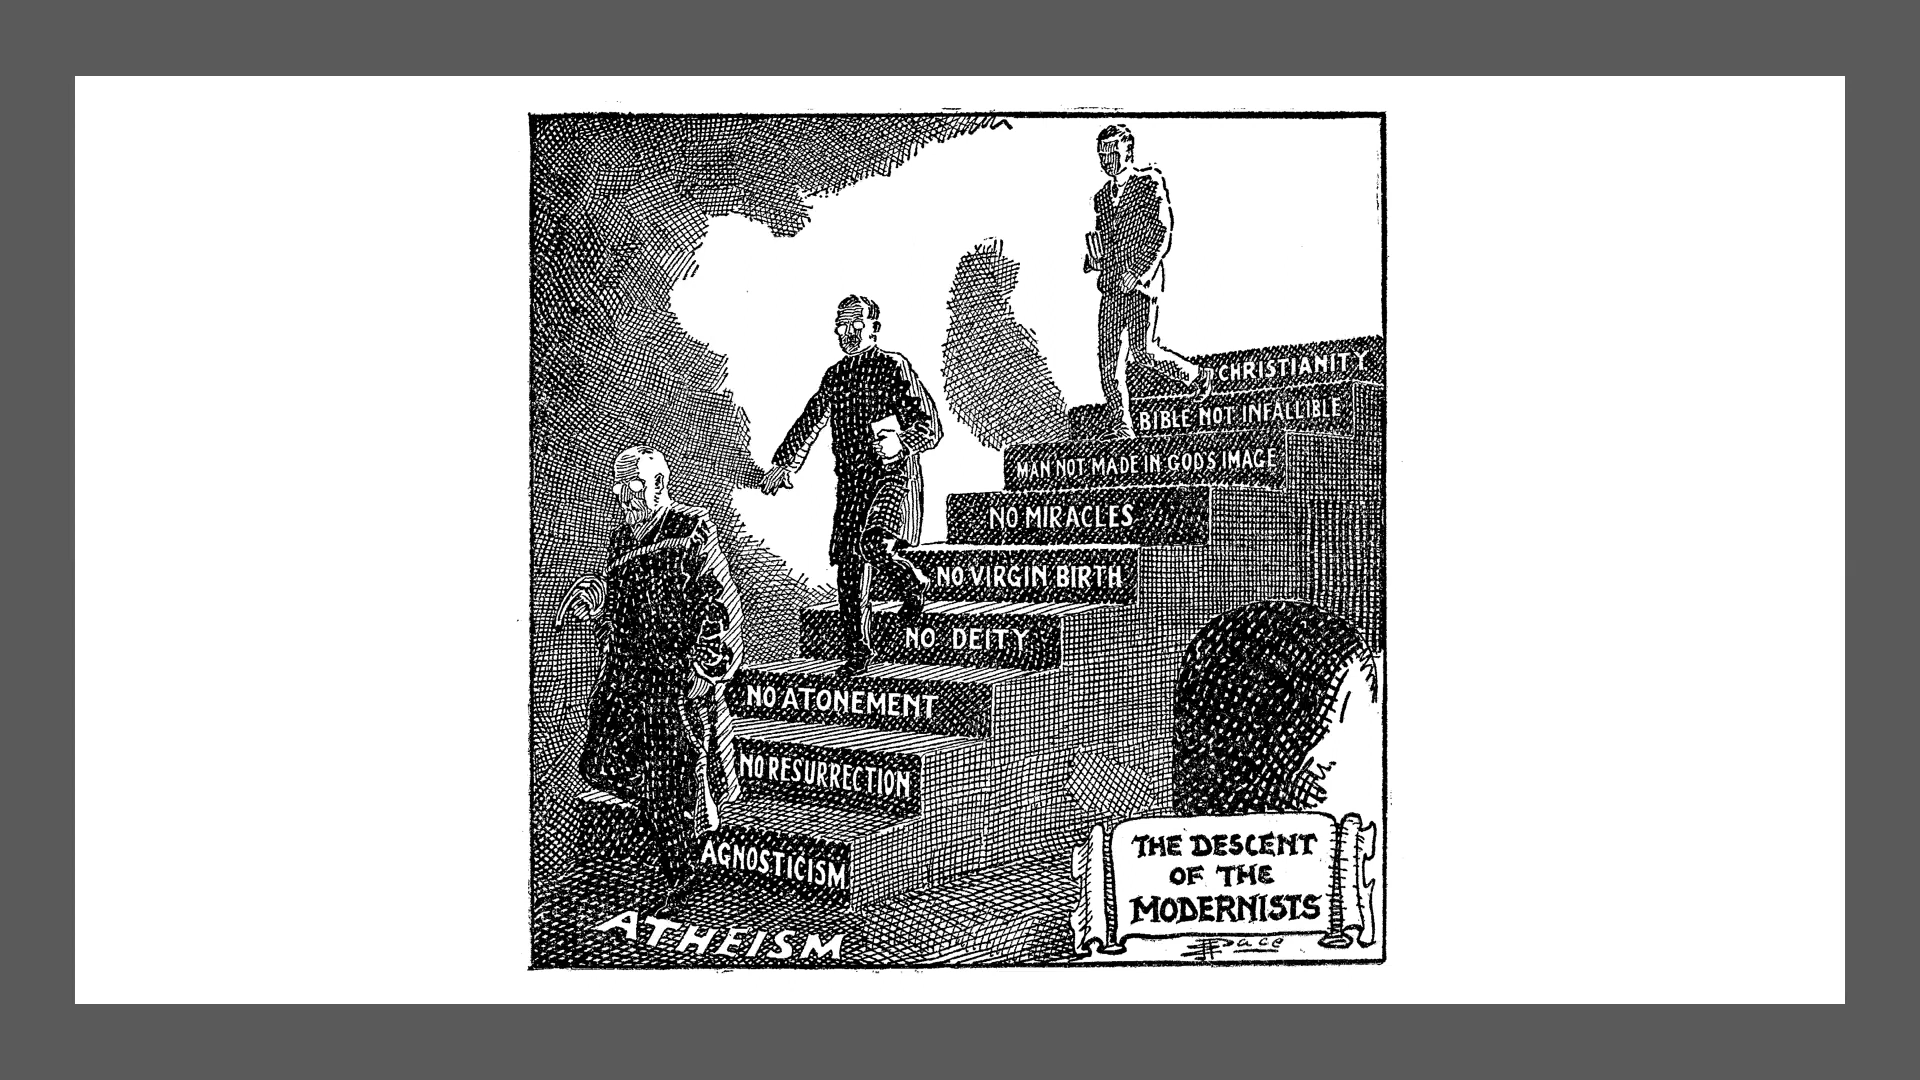 CHRISTIANITY
BIBLE NOT INFALLIBLE
MAN NOT MADE IN GODS IMAGE
NO MIRACLES
NO VIRGIN BIRTH
NO DEITY
NO ATONEMENT
NO RESURRECTION
AGNOSTICISM
ATHEISM
THE DESCENT
OF THE
MODERNISTS
Pace